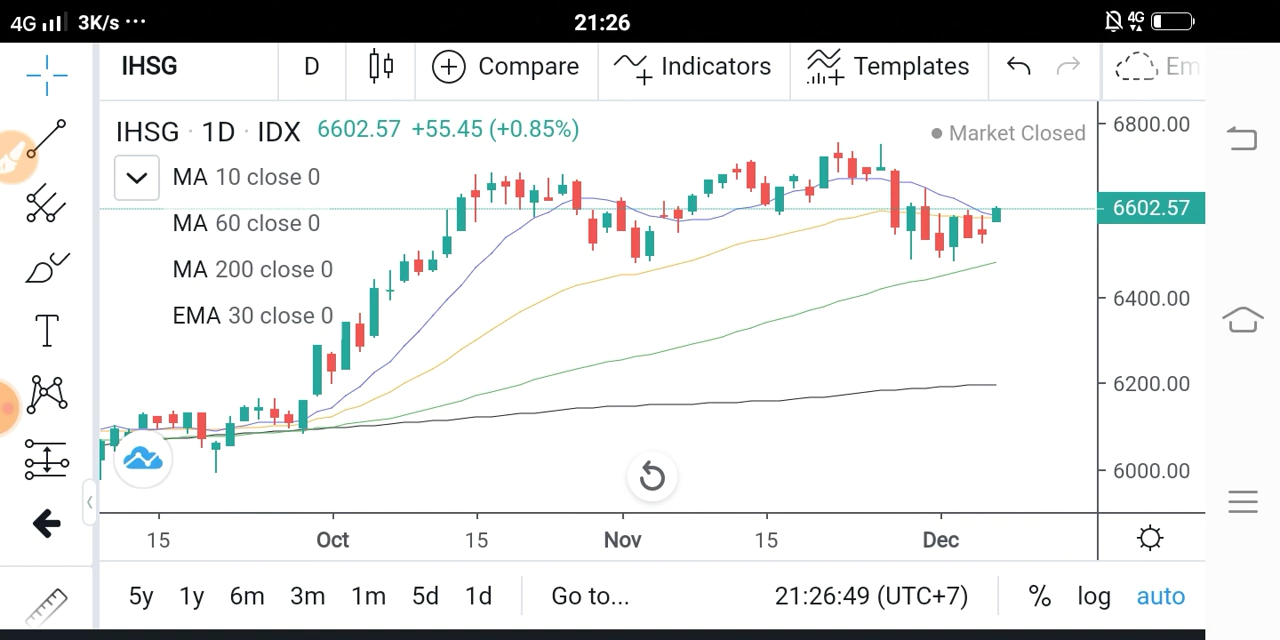 4G 3K/s ··· 21:26 4G
IHSG D Compare Indicators Templates Em
IHSG · 1D · IDX 6602.57 +55.45 (+0.85%) Market Closed
MA 10 close 0
MA 60 close 0
MA 200 close 0
EMA 30 close 0
6800.00
6602.57
6400.00
6200.00
6000.00
15 Oct 15 Nov 15 Dec
5y 1y 6m 3m 1m 5d 1d Go to... 21:26:49 (UTC+7) % log auto
T